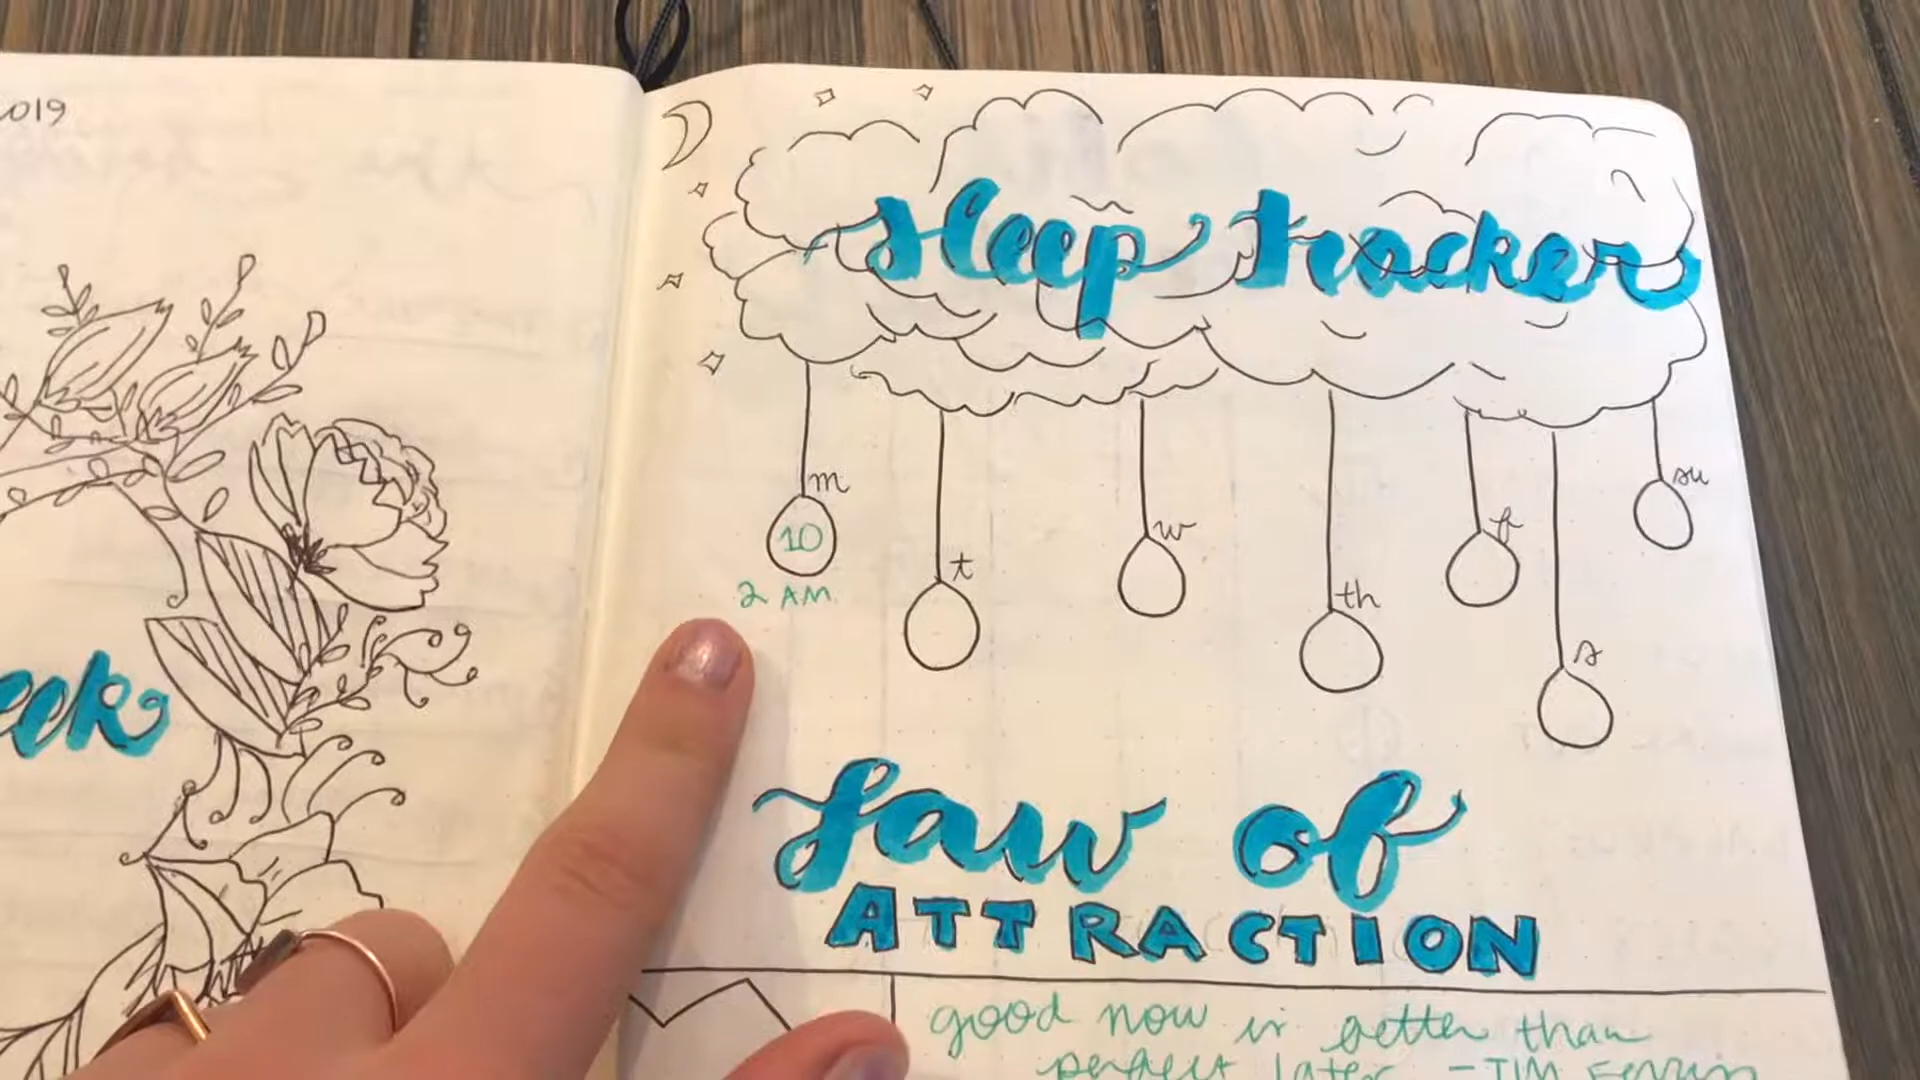 2019
eek
sleep tracker
m
10
2 AM
t
w
th
f
s
su
Law of
ATTRACTION
good now is better than
perfect later - TIM Ferriss